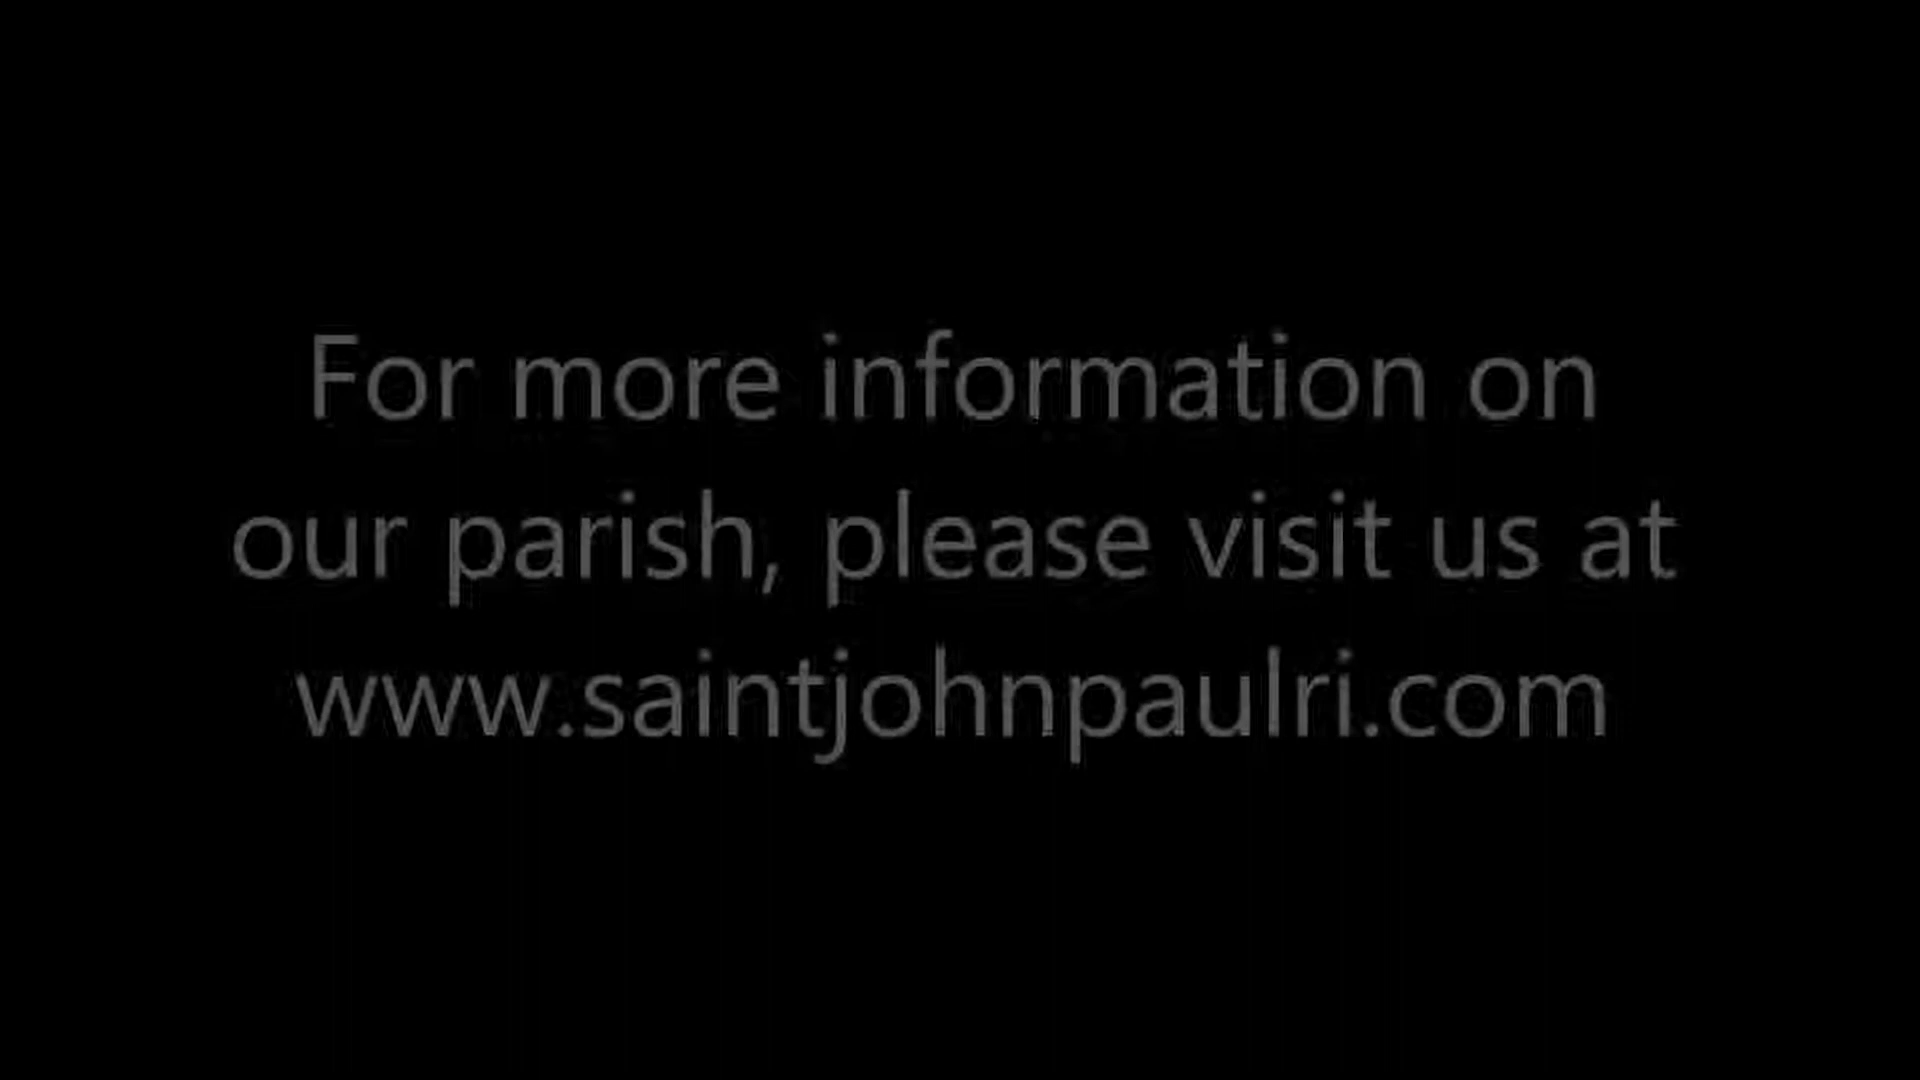 For more information on
our parish, please visit us at
www.saintjohnpaulri.com